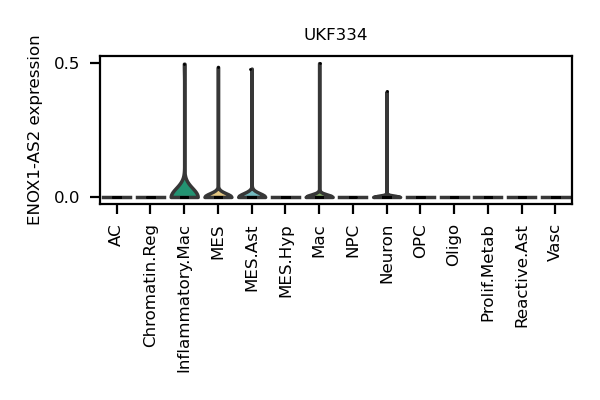 UKF334
ENOX1-AS2 expression
0.5
0.0
AC
Chromatin.Reg
Inflammatory.Mac
MES
MES.Ast
MES.Hyp
Mac
NPC
Neuron
OPC
Oligo
Prolif.Metab
Reactive.Ast
Vasc